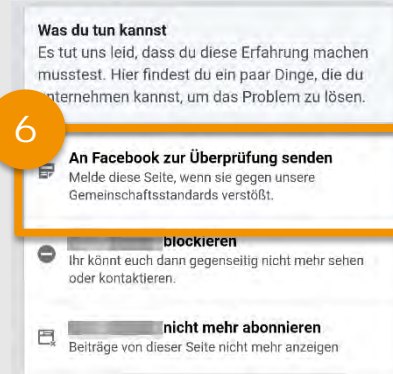 Was du tun kannst
Es tut uns leid, dass du diese Erfahrung machen
musstest. Hier findest du ein paar Dinge, die du
unternehmen kannst, um das Problem zu lösen.
6
An Facebook zur Überprüfung senden
Melde diese Seite, wenn sie gegen unsere
Gemeinschaftsstandards verstößt.
blockieren
Ihr könnt euch dann gegenseitig nicht mehr sehen
oder kontaktieren.
nicht mehr abonnieren
Beiträge von dieser Seite nicht mehr anzeigen